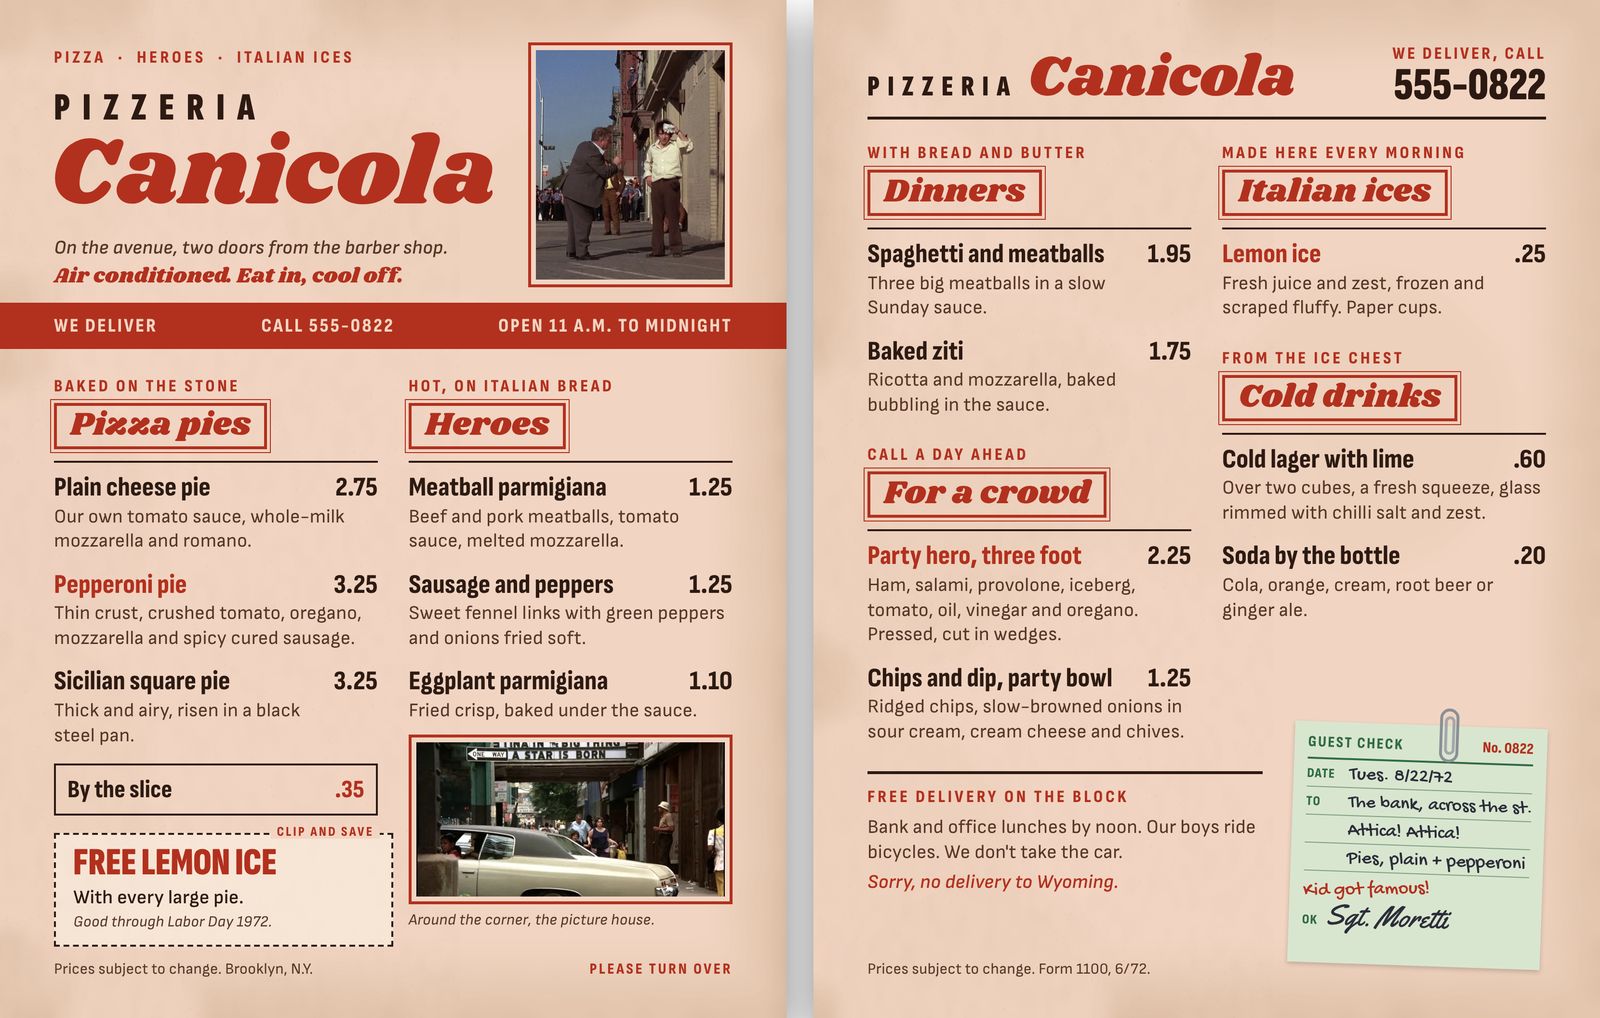 PIZZA · HEROES · ITALIAN ICES
PIZZERIA
Canicola
On the avenue, two doors from the barber shop.
Air conditioned. Eat in, cool off.
WE DELIVER CALL 555-0822 OPEN 11 A.M. TO MIDNIGHT
BAKED ON THE STONE
Pizza pies
Plain cheese pie 2.75
Our own tomato sauce, whole-milk
mozzarella and romano.
Pepperoni pie 3.25
Thin crust, crushed tomato, oregano,
mozzarella and spicy cured sausage.
Sicilian square pie 3.25
Thick and airy, risen in a black
steel pan.
By the slice .35
CLIP AND SAVE
FREE LEMON ICE
With every large pie.
Good through Labor Day 1972.
HOT, ON ITALIAN BREAD
Heroes
Meatball parmigiana 1.25
Beef and pork meatballs, tomato
sauce, melted mozzarella.
Sausage and peppers 1.25
Sweet fennel links with green peppers
and onions fried soft.
Eggplant parmigiana 1.10
Fried crisp, baked under the sauce.
TINA IN "BIG THING"
ONE WAY A STAR IS BORN
Around the corner, the picture house.
Prices subject to change. Brooklyn, N.Y. PLEASE TURN OVER
PIZZERIA Canicola
WE DELIVER, CALL
555-0822
WITH BREAD AND BUTTER
Dinners
Spaghetti and meatballs 1.95
Three big meatballs in a slow
Sunday sauce.
Baked ziti 1.75
Ricotta and mozzarella, baked
bubbling in the sauce.
CALL A DAY AHEAD
For a crowd
Party hero, three foot 2.25
Ham, salami, provolone, iceberg,
tomato, oil, vinegar and oregano.
Pressed, cut in wedges.
Chips and dip, party bowl 1.25
Ridged chips, slow-browned onions in
sour cream, cream cheese and chives.
MADE HERE EVERY MORNING
Italian ices
Lemon ice .25
Fresh juice and zest, frozen and
scraped fluffy. Paper cups.
FROM THE ICE CHEST
Cold drinks
Cold lager with lime .60
Over two cubes, a fresh squeeze, glass
rimmed with chilli salt and zest.
Soda by the bottle .20
Cola, orange, cream, root beer or
ginger ale.
FREE DELIVERY ON THE BLOCK
Bank and office lunches by noon. Our boys ride
bicycles. We don't take the car.
Sorry, no delivery to Wyoming.
GUEST CHECK No. 0822
DATE Tues. 8/22/72
TO The bank, across the st.
Attica! Attica!
Pies, plain + pepperoni
Kid got famous!
OK Sgt. Moretti
Prices subject to change. Form 1100, 6/72.